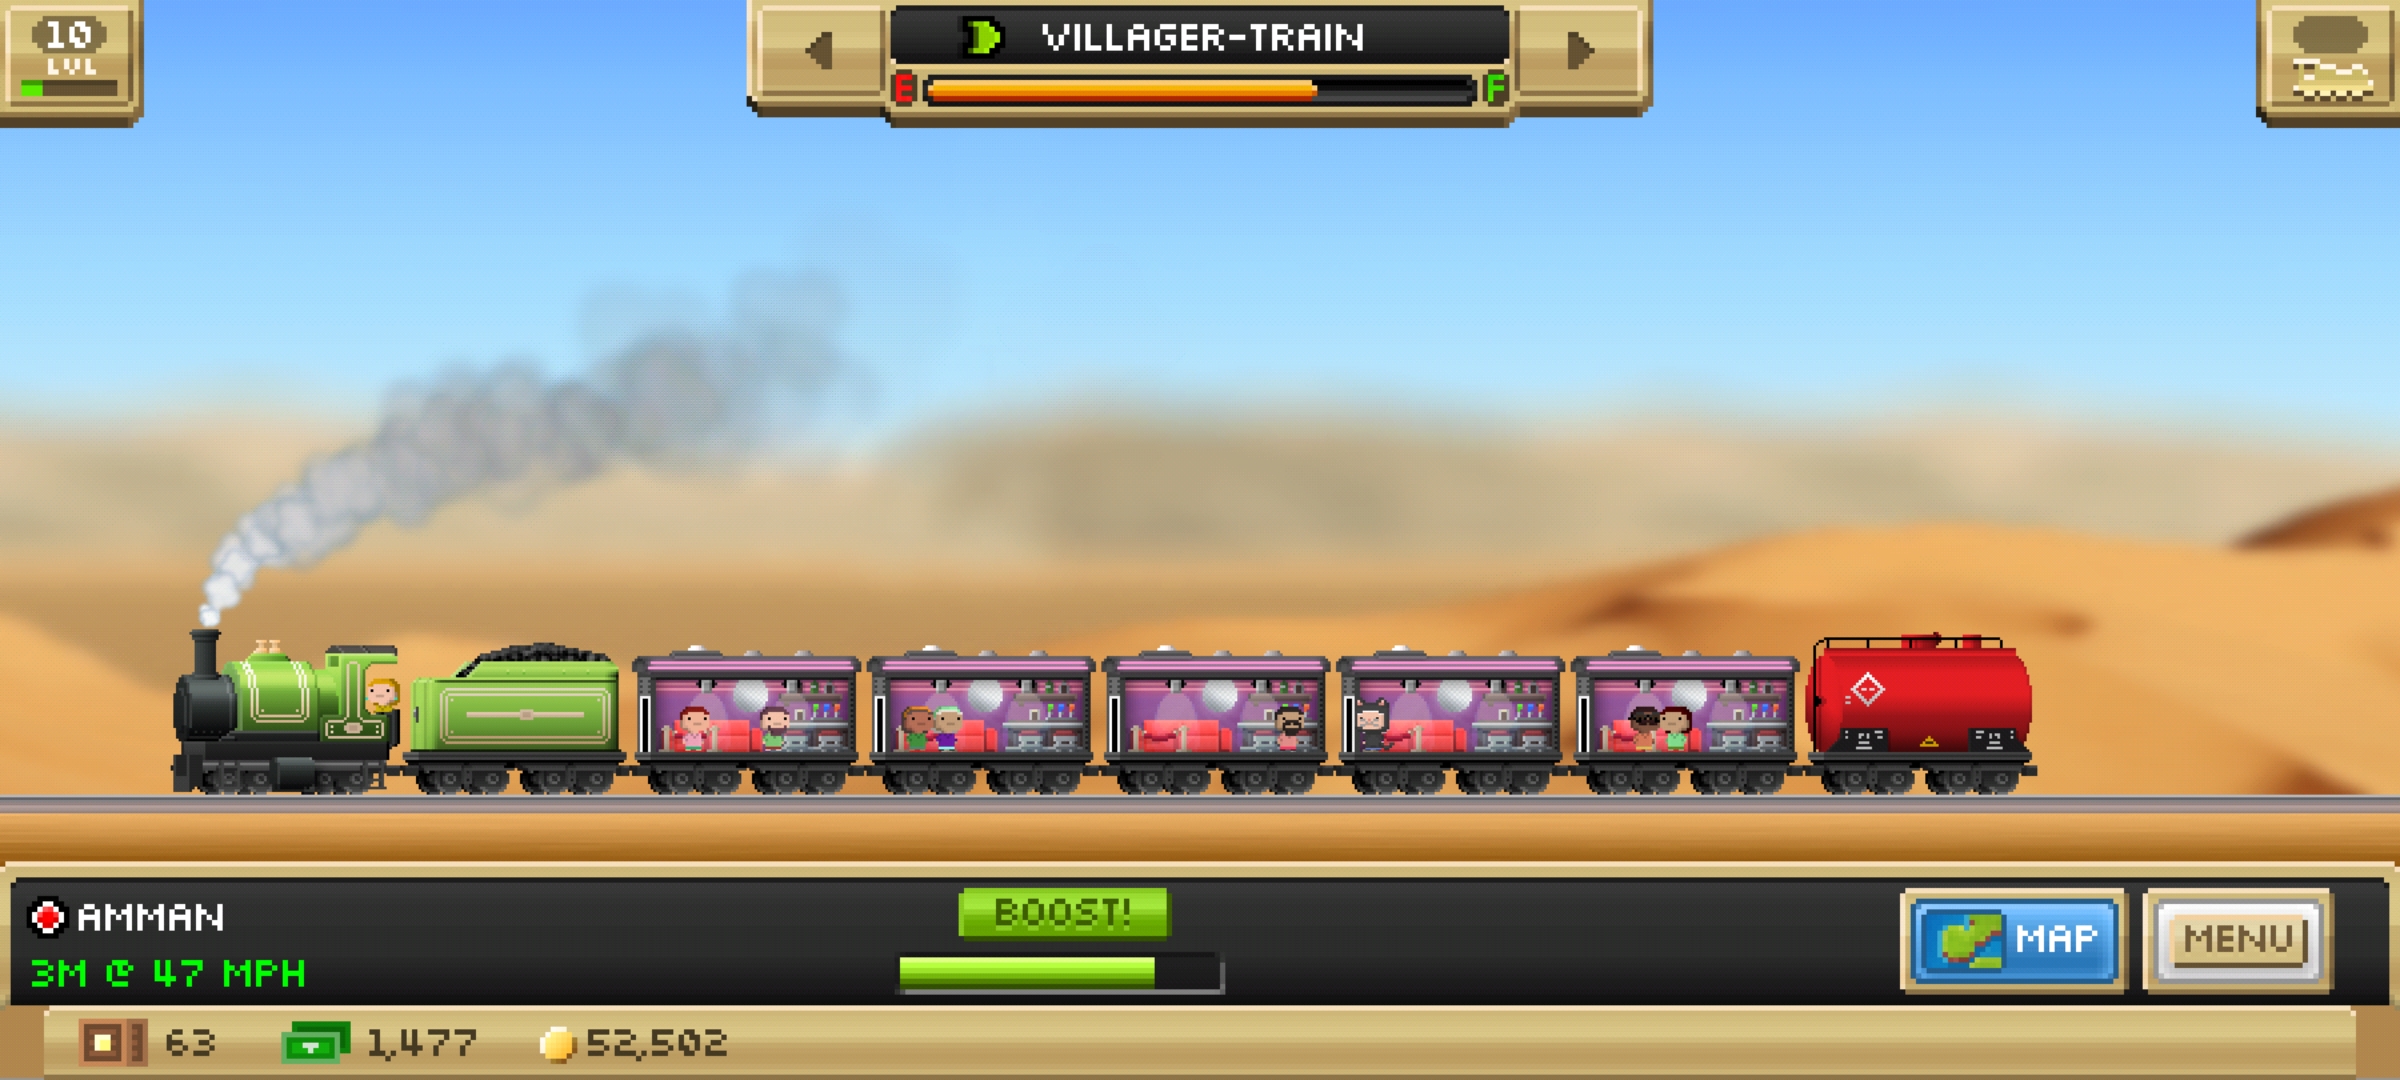 10
LVL
VILLAGER-TRAIN
E F
AMMAN
BOOST!
3M @ 47 MPH
MAP
MENU
63
1,477
52,502